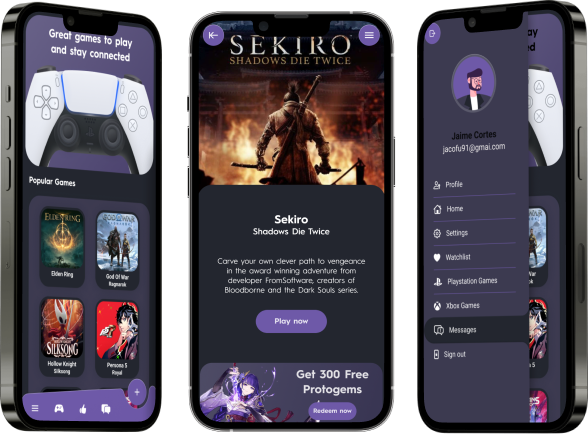 Great games to play
and stay connected
Popular Games
ELDEN RING
GOD OF WAR
Elden Ring
God Of War
Ragnarok
SILKSONG
Hollow Knight
Silksong
Persona 5
Royal
SEKIRO
SHADOWS DIE TWICE
Sekiro
Shadows Die Twice
Carve your own clever path to vengeance
in the award winning adventure from
developer FromSoftware, creators of
Bloodborne and the Dark Souls series.
Play now
Get 300 Free
Protogems
Redeem now
Jaime Cortes
jacofu91@gmai.com
Profile
Home
Settings
Watchlist
Playstation Games
Xbox Games
Messages
Sign out